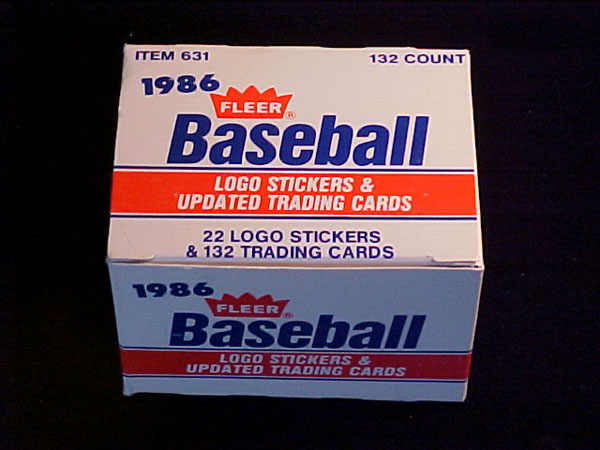 ITEM 631 132 COUNT
1986
FLEER®
Baseball
LOGO STICKERS &
UPDATED TRADING CARDS
22 LOGO STICKERS
& 132 TRADING CARDS
1986
FLEER®
Baseball
LOGO STICKERS &
UPDATED TRADING CARDS